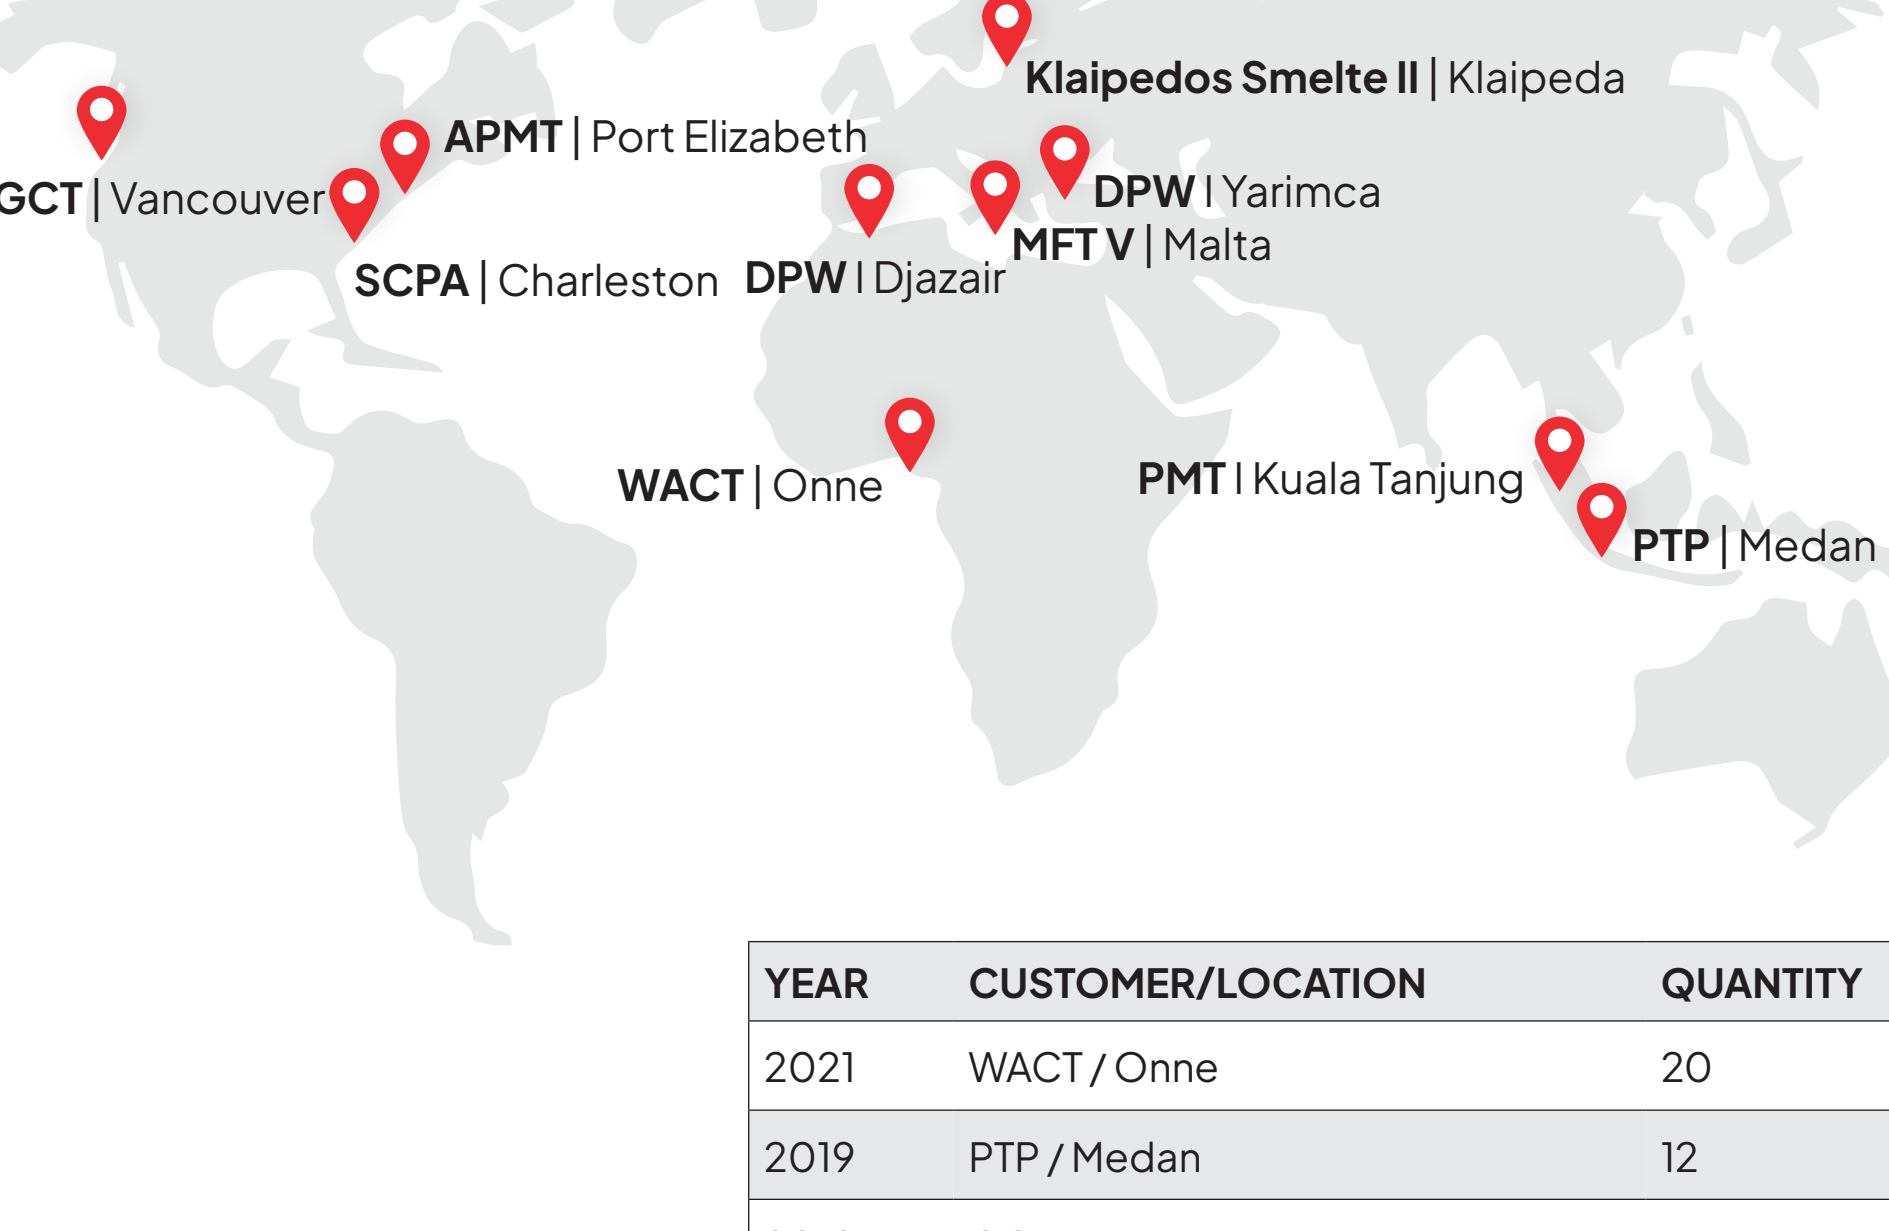 Klaipedos Smelte II | Klaipeda
APMT | Port Elizabeth
GCT | Vancouver
DPW I Yarimca
MFT V | Malta
SCPA | Charleston
DPW I Djazair
WACT | Onne
PMT I Kuala Tanjung
PTP | Medan
YEAR CUSTOMER/LOCATION QUANTITY
2021 WACT / Onne 20
2019 PTP / Medan 12